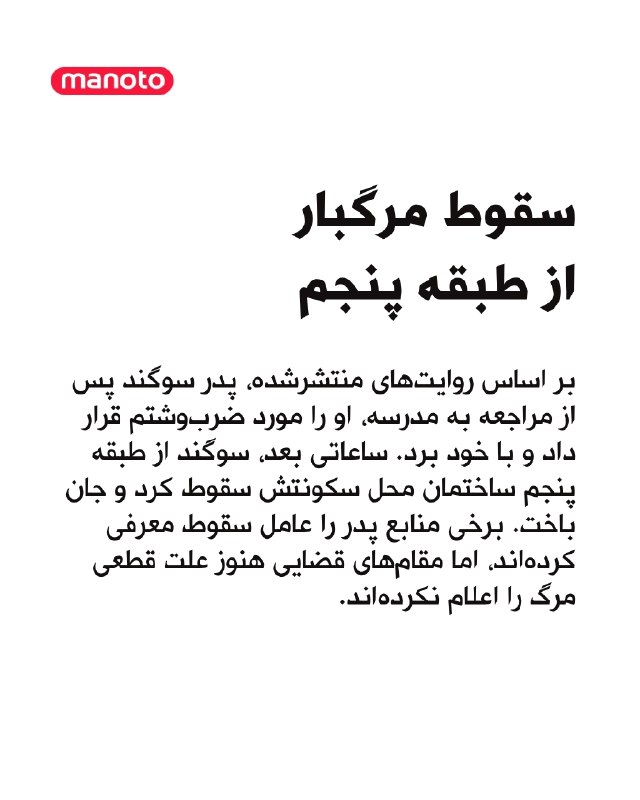 manoto
سقوط مرگبار
از طبقه پنجم
بر اساس روایت‌های منتشرشده، پدر سوگند پس
از مراجعه به مدرسه، او را مورد ضرب‌وشتم قرار
داد و با خود برد. ساعاتی بعد، سوگند از طبقه
پنجم ساختمان محل سکونتش سقوط کرد و جان
باخت. برخی منابع پدر را عامل سقوط معرفی
کرده‌اند، اما مقام‌های قضایی هنوز علت قطعی
مرگ را اعلام نکرده‌اند.